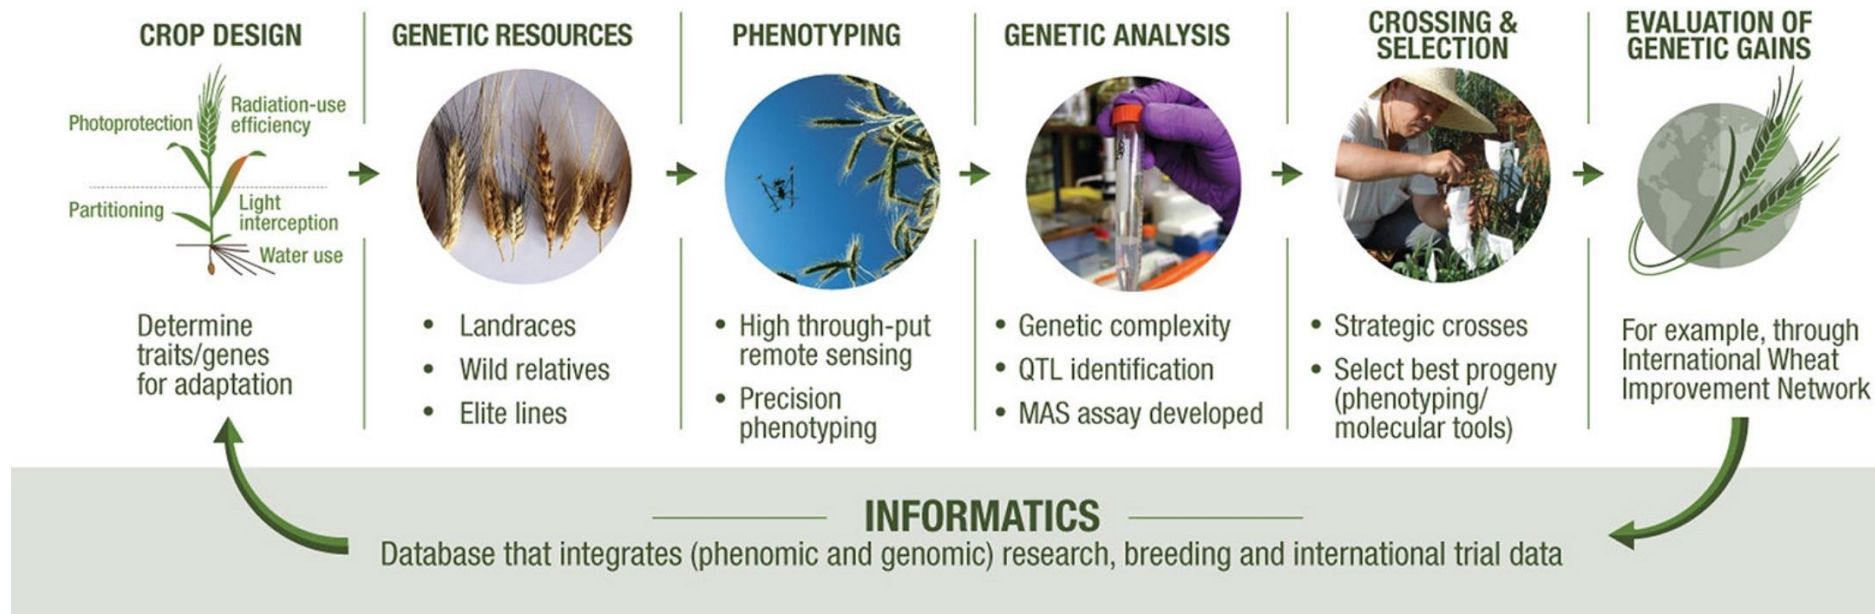 CROP DESIGN
Photoprotection
Radiation-use
efficiency
Partitioning
Light
interception
Water use
Determine
traits/genes
for adaptation
GENETIC RESOURCES
• Landraces
• Wild relatives
• Elite lines
PHENOTYPING
• High through-put
remote sensing
• Precision
phenotyping
GENETIC ANALYSIS
• Genetic complexity
• QTL identification
• MAS assay developed
CROSSING &
SELECTION
• Strategic crosses
• Select best progeny
(phenotyping/
molecular tools)
EVALUATION OF
GENETIC GAINS
For example, through
International Wheat
Improvement Network
INFORMATICS
Database that integrates (phenomic and genomic) research, breeding and international trial data